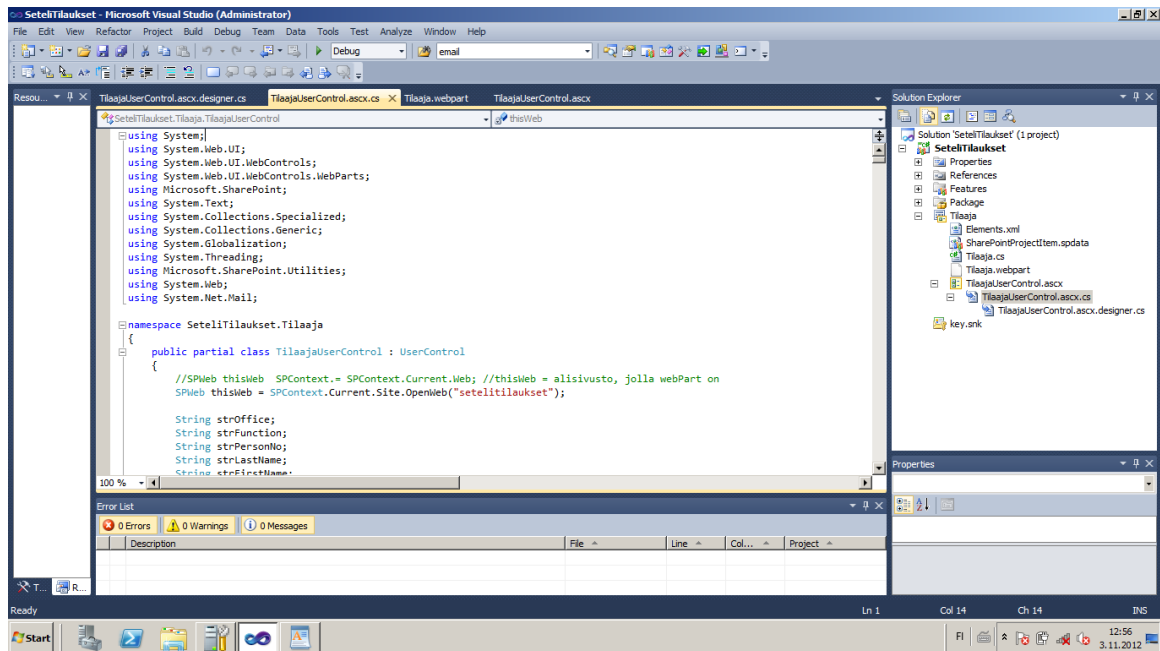 SeteliTilaukset - Microsoft Visual Studio (Administrator)
File Edit View Refactor Project Build Debug Team Data Tools Test Analyze Window Help
Debug email
Resou... TilaajaUserControl.ascx.designer.cs TilaajaUserControl.ascx.cs Tilaaja.webpart TilaajaUserControl.ascx
SeteliTilaukset.Tilaaja.TilaajaUserControl thisWeb
using System;
using System.Web.UI;
using System.Web.UI.WebControls;
using System.Web.UI.WebControls.WebParts;
using Microsoft.SharePoint;
using System.Text;
using System.Collections.Specialized;
using System.Collections.Generic;
using System.Globalization;
using System.Threading;
using Microsoft.SharePoint.Utilities;
using System.Web;
using System.Net.Mail;
namespace SeteliTilaukset.Tilaaja
{
public partial class TilaajaUserControl : UserControl
{
//SPWeb thisWeb SPContext.= SPContext.Current.Web; //thisWeb = alisivusto, jolla webPart on
SPWeb thisWeb = SPContext.Current.Site.OpenWeb("setelitilaukset");
String strOffice;
String strFunction;
String strPersonNo;
String strLastName;
String strFirstName;
100 %
Error List
0 Errors 0 Warnings 0 Messages
Description File Line Col... Project
T... R...
Solution Explorer
Solution 'SeteliTilaukset' (1 project)
SeteliTilaukset
Properties
References
Features
Package
Tilaaja
Elements.xml
SharePointProjectItem.spdata
Tilaaja.cs
Tilaaja.webpart
TilaajaUserControl.ascx
TilaajaUserControl.ascx.cs
TilaajaUserControl.ascx.designer.cs
key.snk
Properties
Ready Ln 1 Col 14 Ch 14 INS
Start FI 12:56
3.11.2012